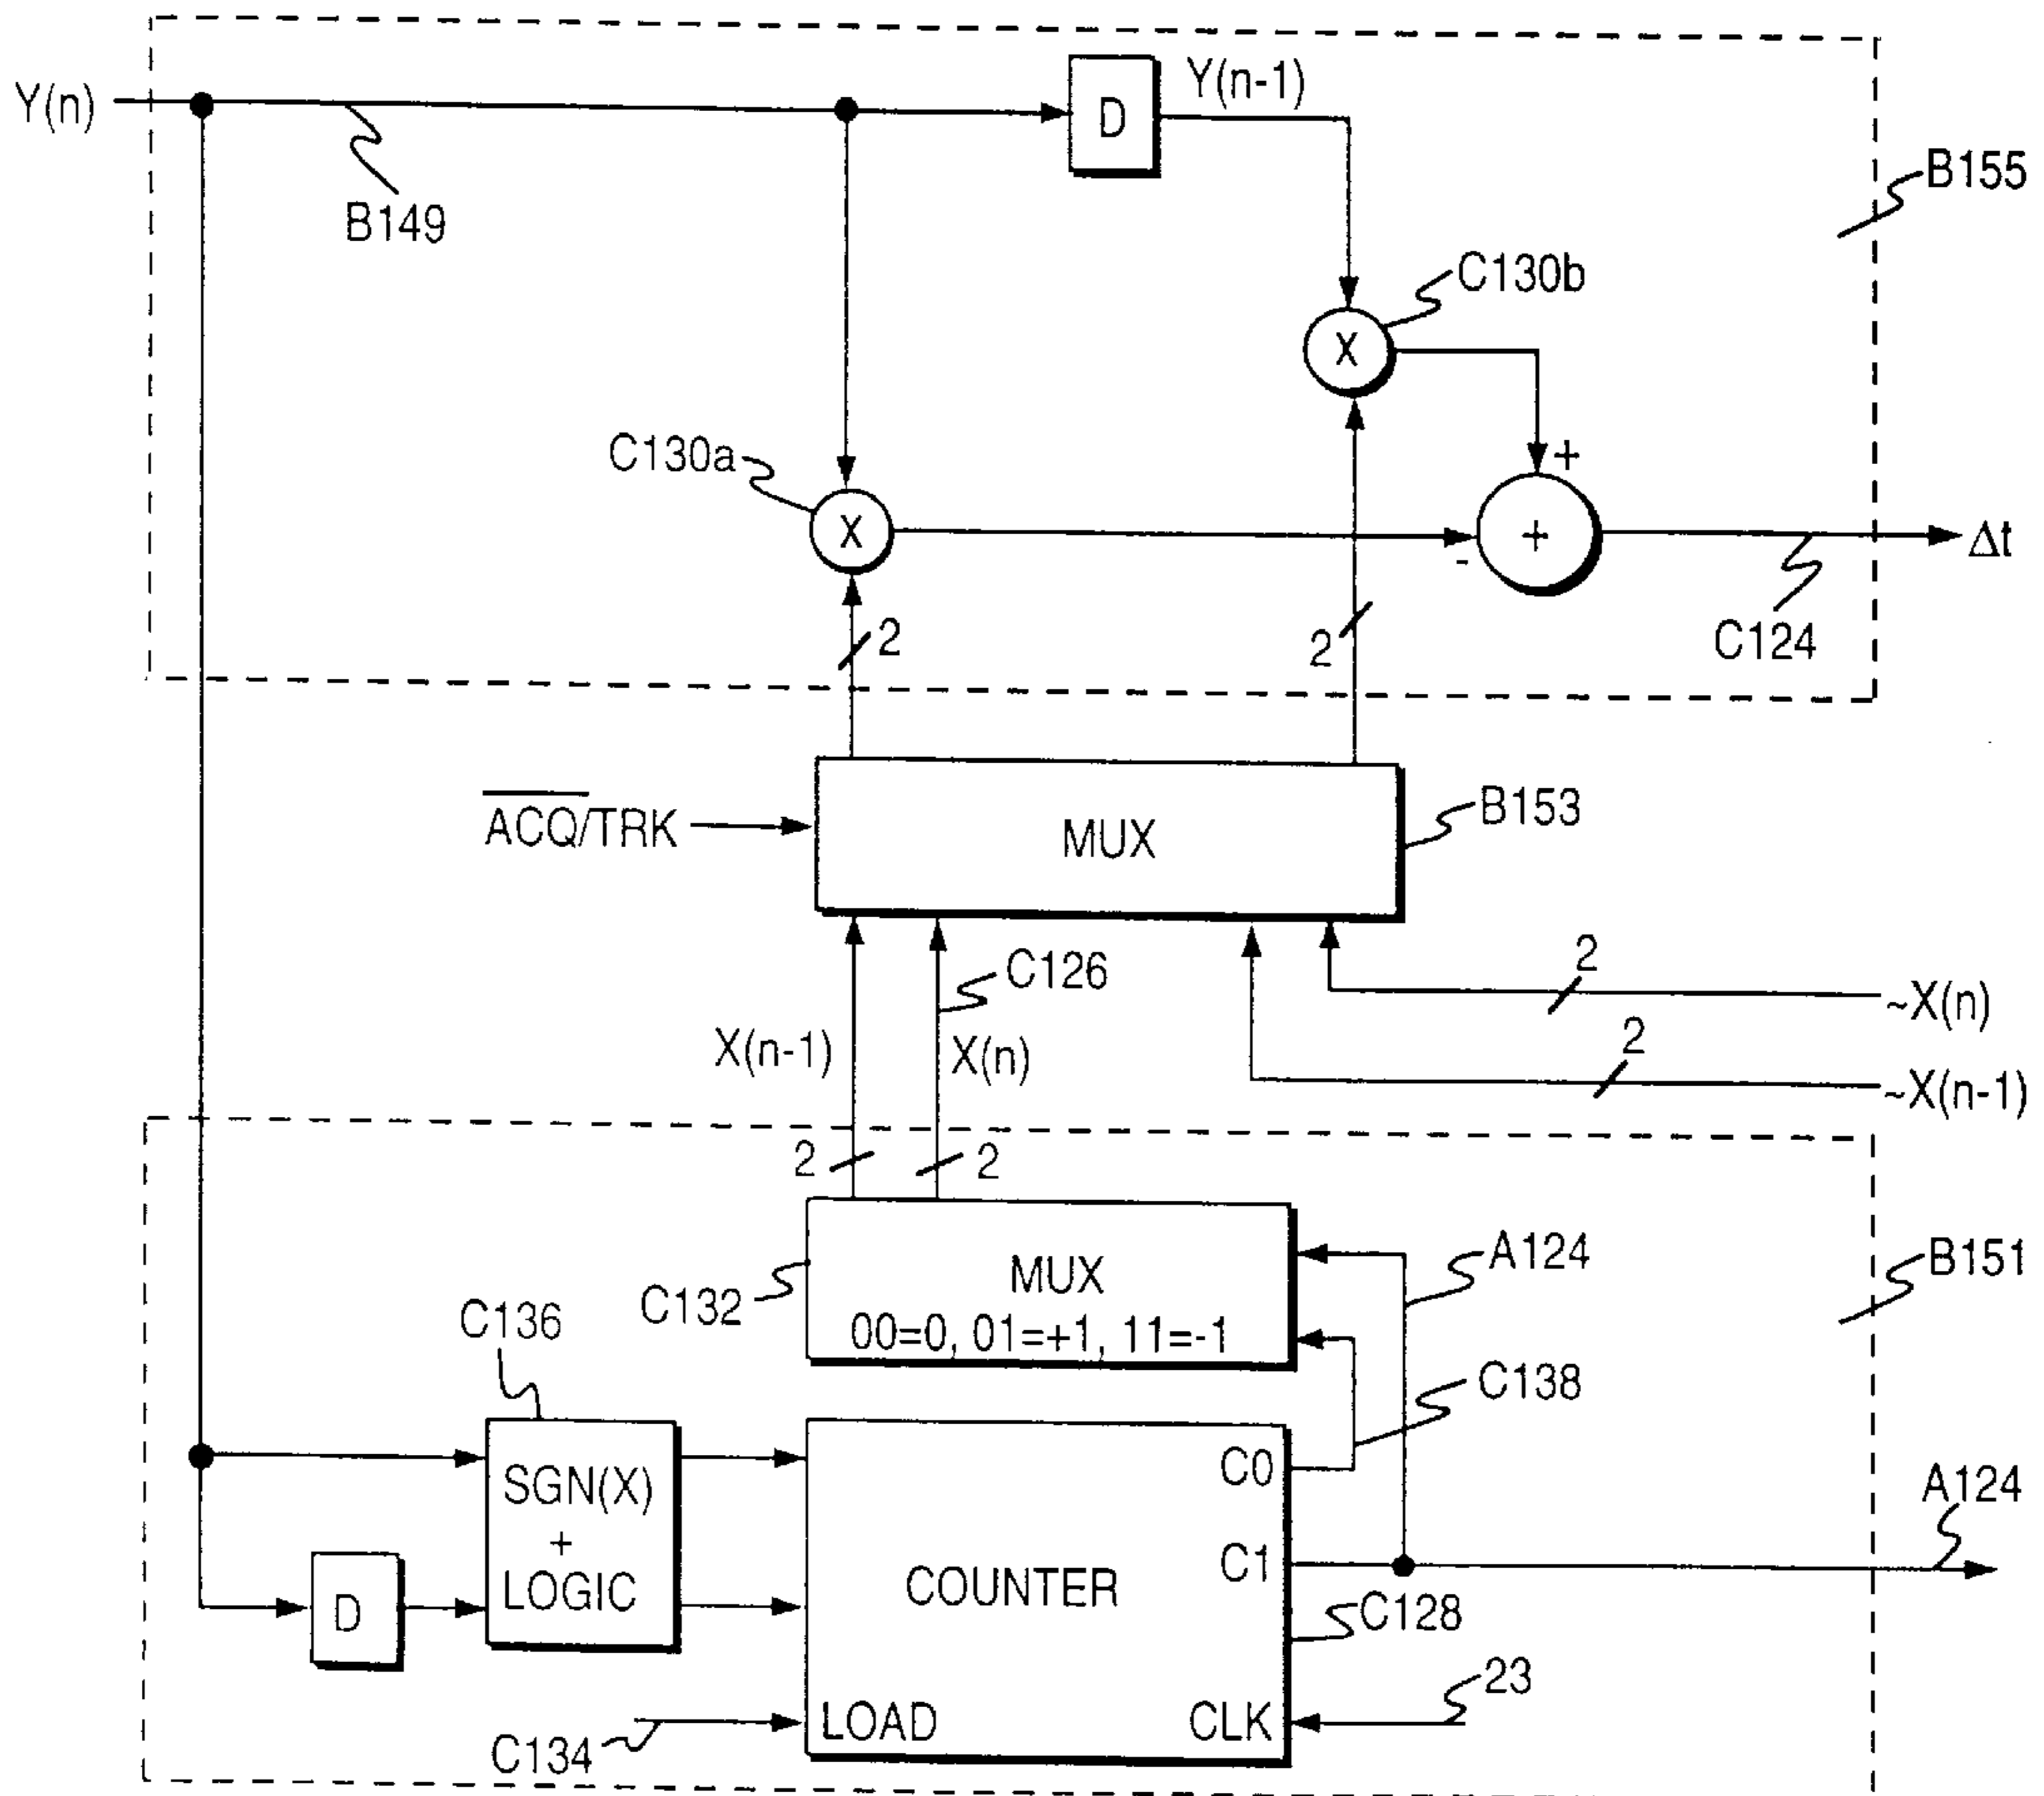 Y(n)
B149
D
Y(n-1)
B155
C130b
X
+
C130a
X
+
-
Δt
C124
2
2
A̅C̅Q̅/TRK
MUX
B153
C126
X(n-1)
X(n)
2
~X(n)
2
~X(n-1)
2
2
MUX
00=0, 01=+1, 11=-1
C132
A124
B151
C136
C138
SGN(X)
+
LOGIC
D
COUNTER
C0
C1
A124
C128
LOAD
CLK
23
C134